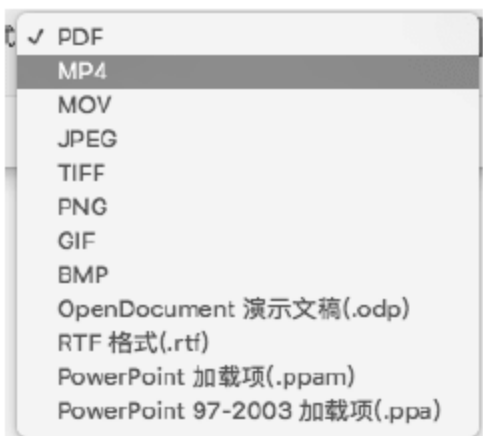 ✓ PDF
MP4
MOV
JPEG
TIFF
PNG
GIF
BMP
OpenDocument 演示文稿(.odp)
RTF 格式(.rtf)
PowerPoint 加载项(.ppam)
PowerPoint 97-2003 加载项(.ppa)